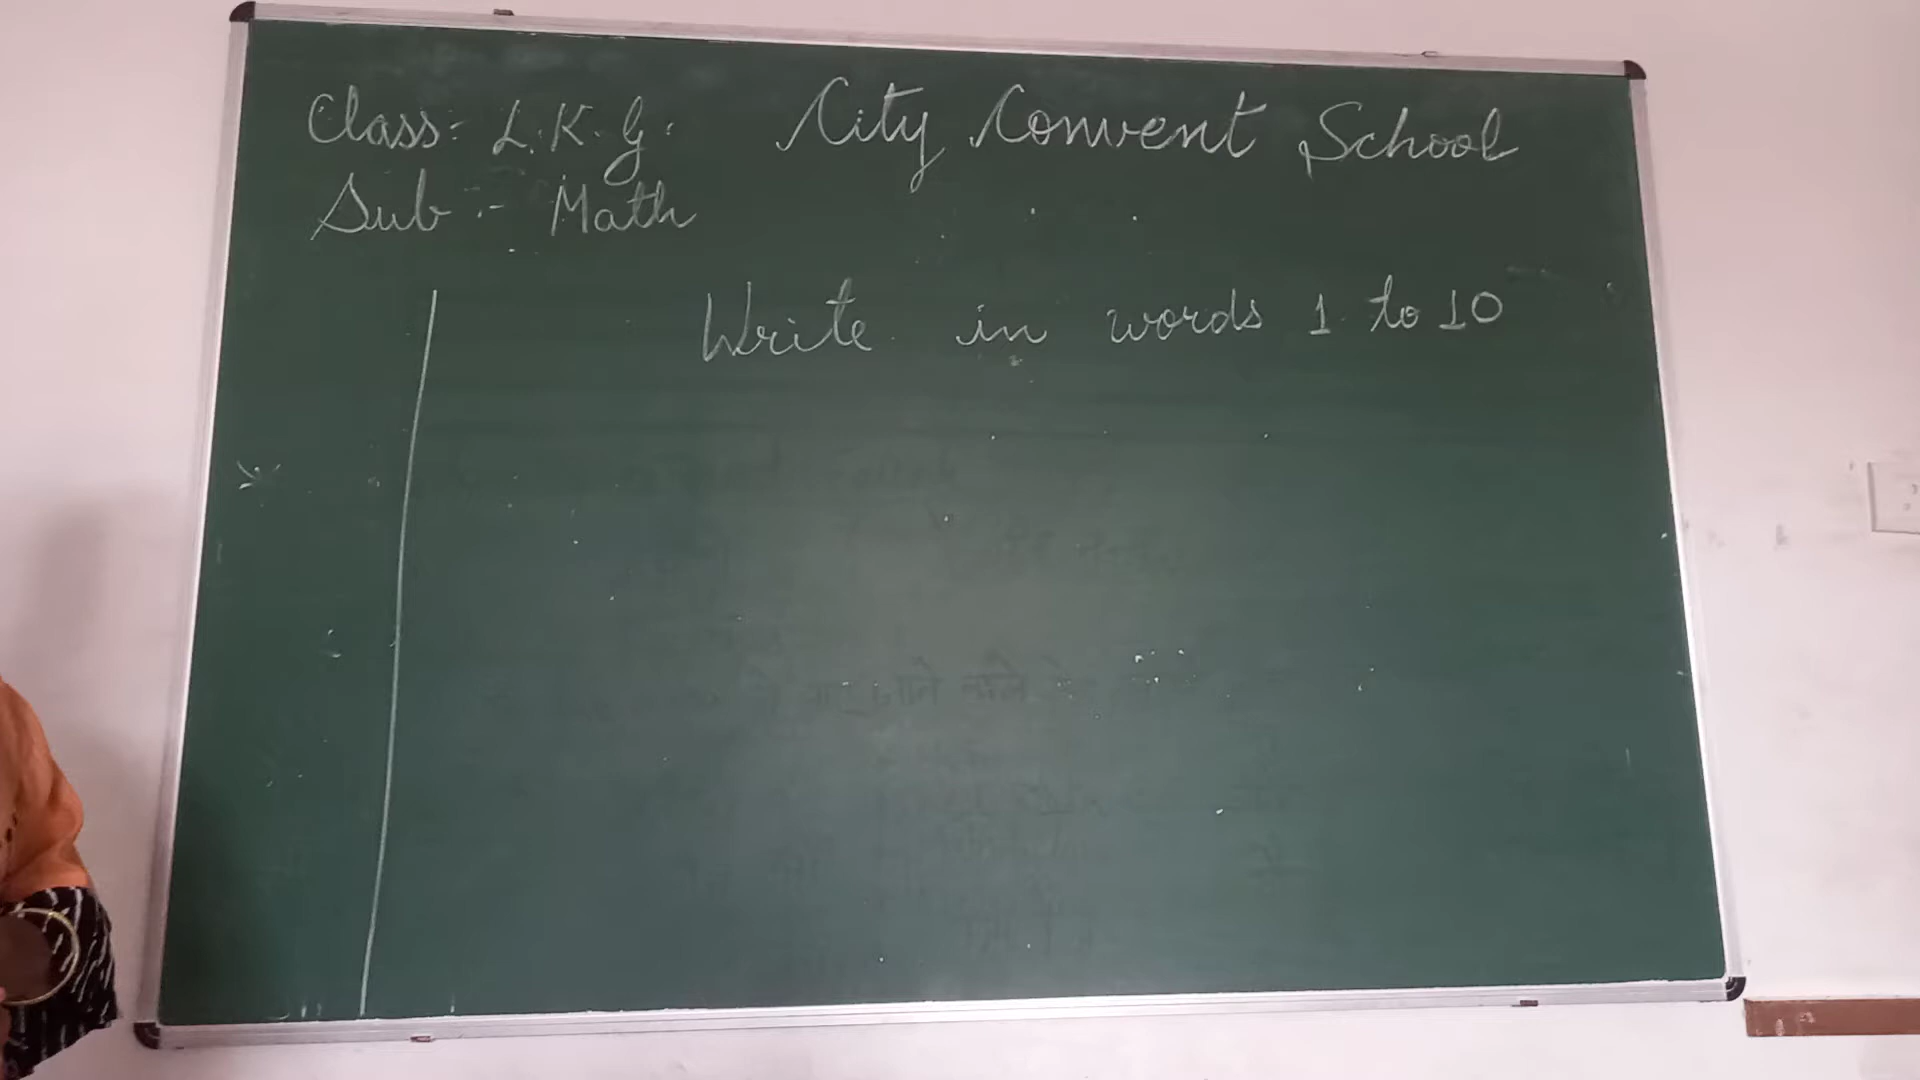 Class:- L.K.G. City Convent School
Sub:- Math
Write in words 1 to 10